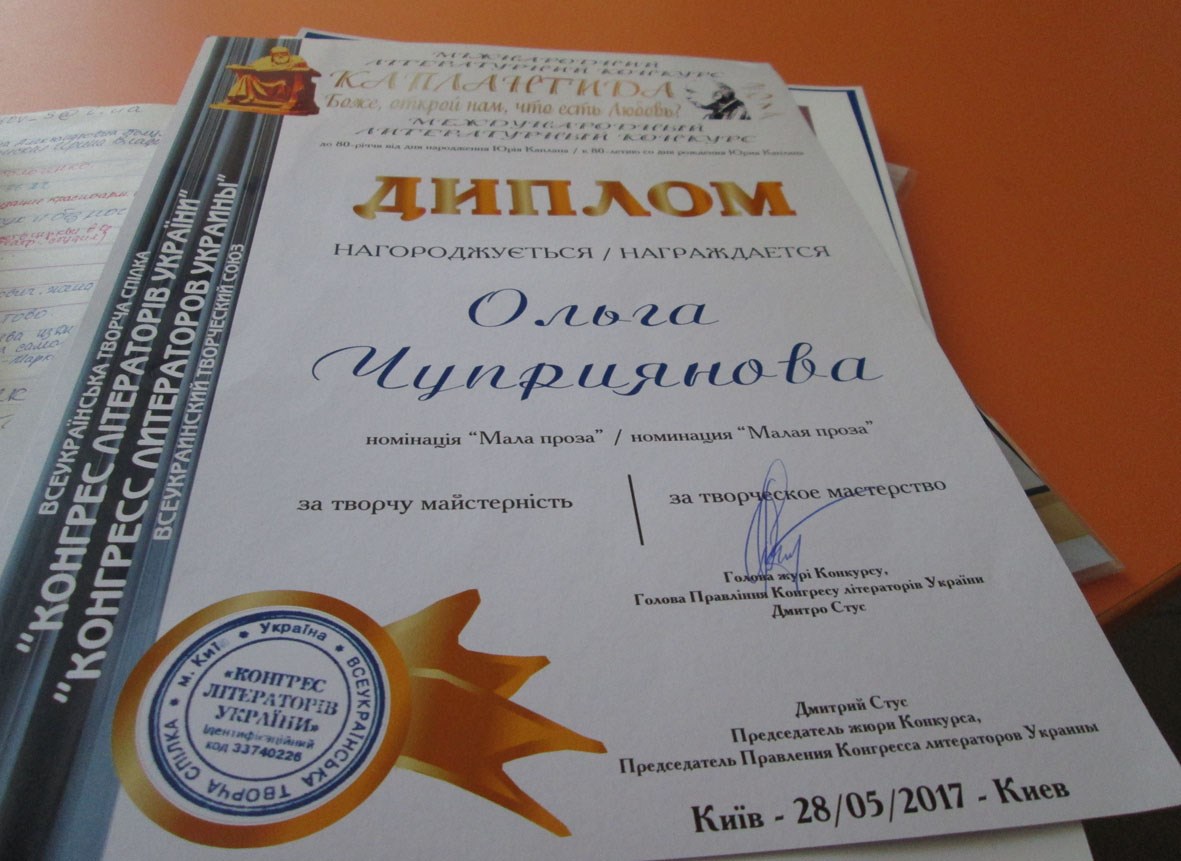 МІЖНАРОДНИЙ
ЛІТЕРАТУРНИЙ КОНКУРС
КАПЛАНТИДА
Боже, открой нам, что есть Любовь?
МЕЖДУНАРОДНЫЙ
ЛИТЕРАТУРНЫЙ КОНКУРС
до 80-річчя від дня народження Юрія Каплана / к 80-летию со дня рождения Юрия Каплана
ДИПЛОМ
НАГОРОДЖУЄТЬСЯ / НАГРАЖДАЕТСЯ
Ольга
Чуприянова
номінація “Мала проза” / номинация “Малая проза”
за творчу майстерність
за творческое мастерство
Голова журі Конкурсу,
Голова Правління Конгресу літераторів України
Дмитро Стус
Дмитрий Стус
Председатель жюри Конкурса,
Председатель Правления Конгресса литераторов Украины
Київ - 28/05/2017 - Киев
ВСЕУКРАЇНСЬКА ТВОРЧА СПІЛКА
"КОНГРЕС ЛІТЕРАТОРІВ УКРАЇНИ"
"КОНГРЕСС ЛИТЕРАТОРОВ УКРАИНЫ"
ВСЕУКРАИНСКИЙ ТВОРЧЕСКИЙ СОЮЗ
м. Київ • Україна • ВСЕУКРАЇНСЬКА ТВОРЧА СПІЛКА •
«КОНГРЕС
ЛІТЕРАТОРІВ
УКРАЇНИ»
Ідентифікаційний
код 33740226